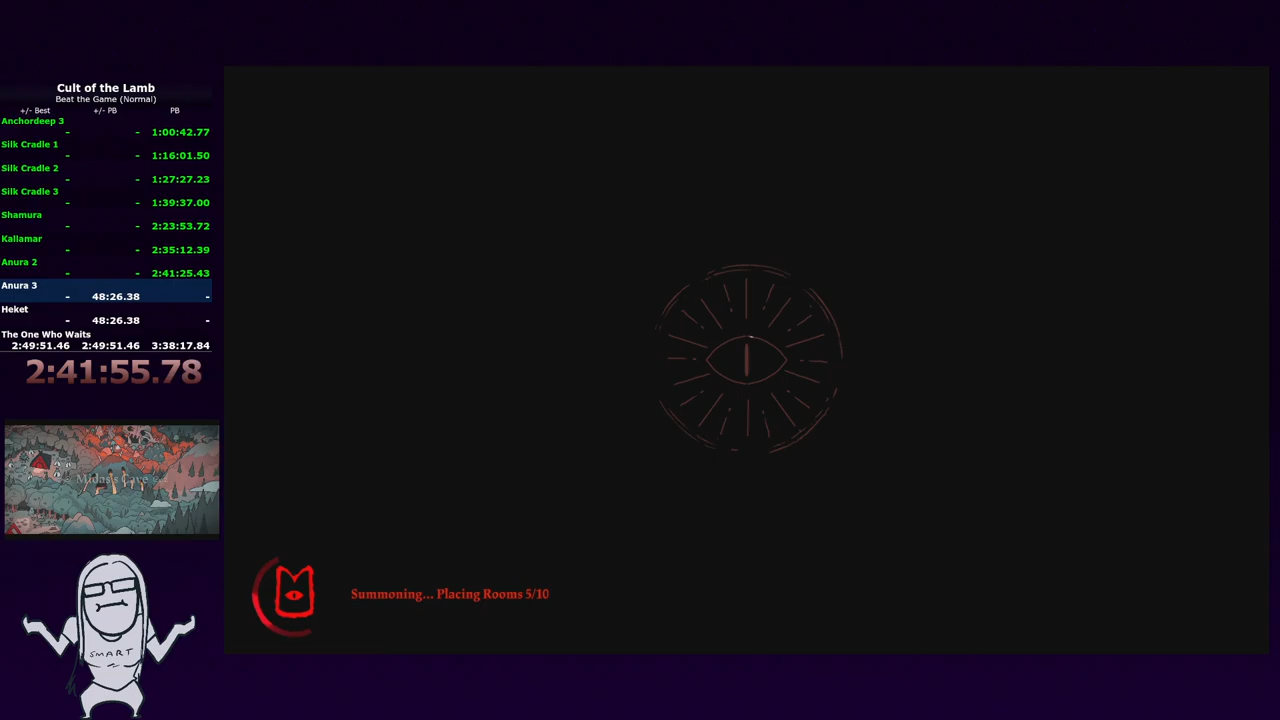 Cult of the Lamb
Beat the Game (Normal)
+/- Best +/- PB PB
Anchordeep 3
- - 1:00:42.77
Silk Cradle 1
- - 1:16:01.50
Silk Cradle 2
- - 1:27:27.23
Silk Cradle 3
- - 1:39:37.00
Shamura
- - 2:23:53.72
Kallamar
- - 2:35:12.39
Anura 2
- - 2:41:25.43
Anura 3
- 48:26.38 -
Heket
- 48:26.38 -
The One Who Waits
2:49:51.46 2:49:51.46 3:38:17.84
2:41:55.78
Midas's Cave
SMART
Summoning... Placing Rooms 5/10